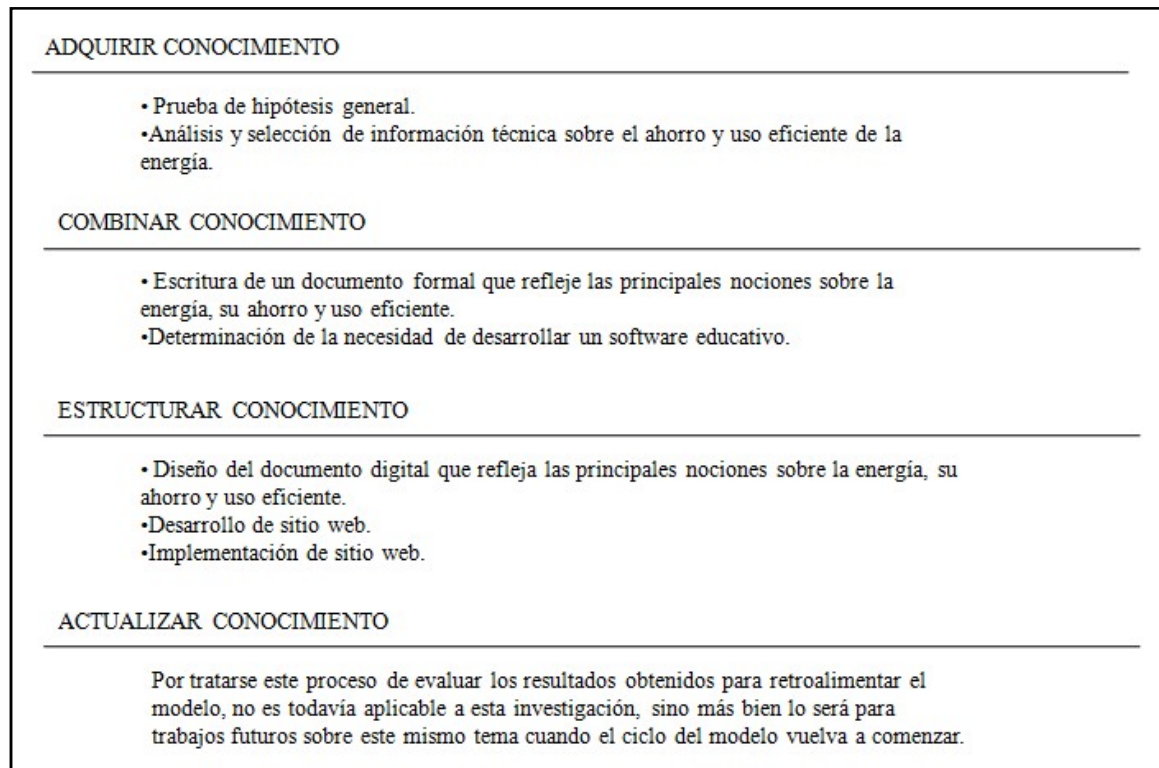 ADQUIRIR CONOCIMIENTO
• Prueba de hipótesis general.
•Análisis y selección de información técnica sobre el ahorro y uso eficiente de la
energía.
COMBINAR CONOCIMIENTO
• Escritura de un documento formal que refleje las principales nociones sobre la
energía, su ahorro y uso eficiente.
•Determinación de la necesidad de desarrollar un software educativo.
ESTRUCTURAR CONOCIMIENTO
• Diseño del documento digital que refleja las principales nociones sobre la energía, su
ahorro y uso eficiente.
•Desarrollo de sitio web.
•Implementación de sitio web.
ACTUALIZAR CONOCIMIENTO
Por tratarse este proceso de evaluar los resultados obtenidos para retroalimentar el
modelo, no es todavía aplicable a esta investigación, sino más bien lo será para
trabajos futuros sobre este mismo tema cuando el ciclo del modelo vuelva a comenzar.